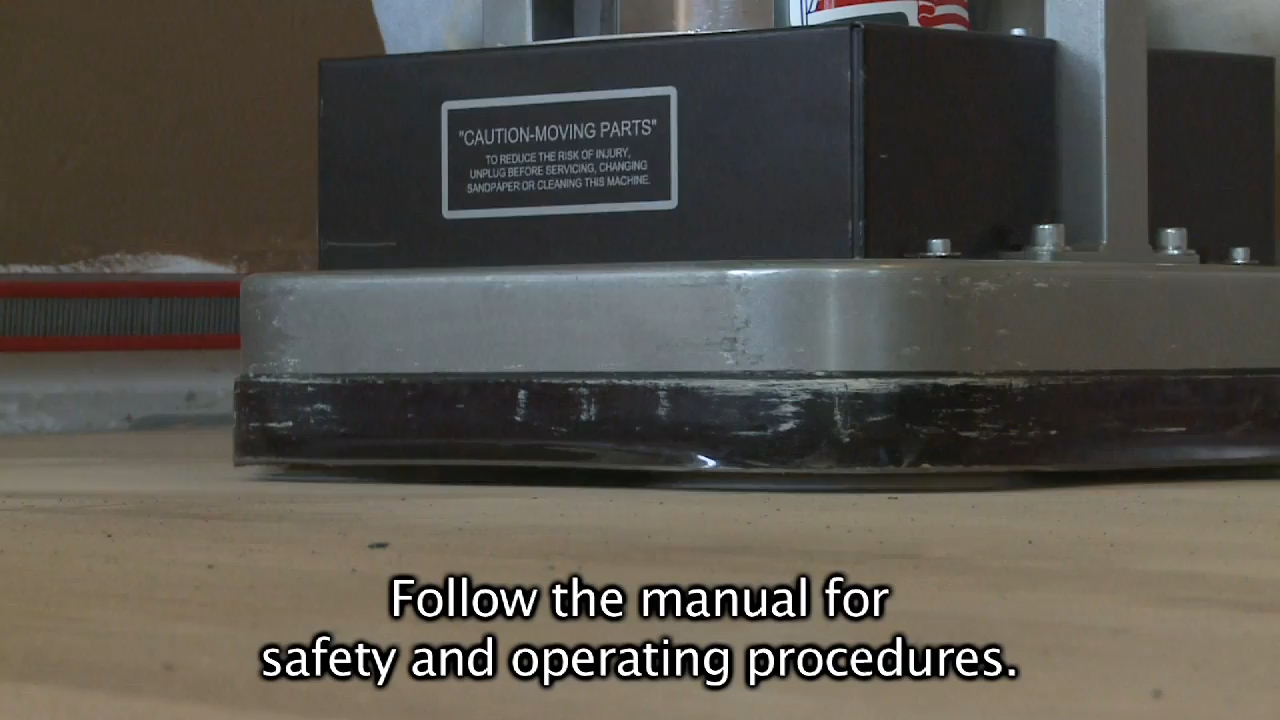 "CAUTION-MOVING PARTS"
TO REDUCE THE RISK OF INJURY,
UNPLUG BEFORE SERVICING, CHANGING
SANDPAPER OR CLEANING THIS MACHINE.
Follow the manual for
safety and operating procedures.